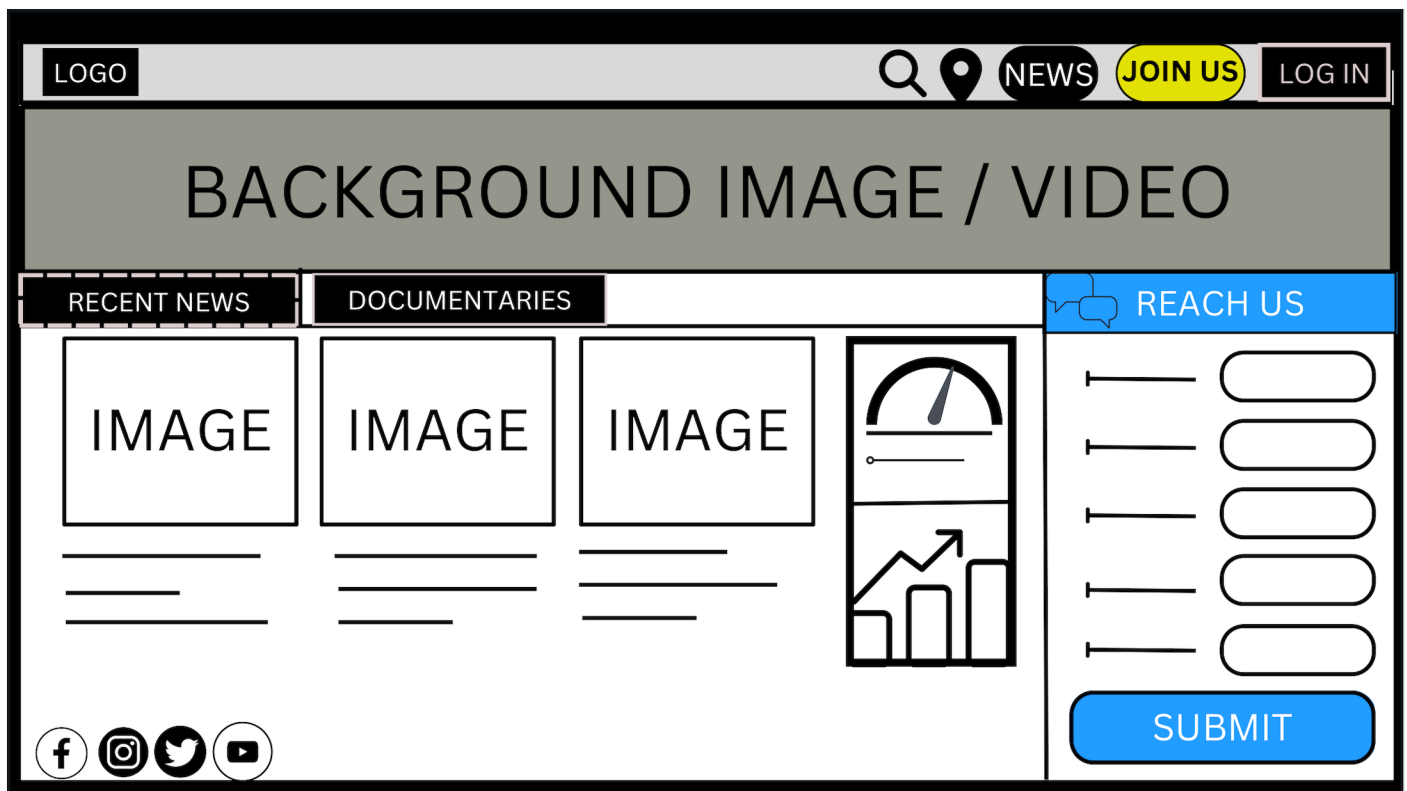 LOGO
NEWS
JOIN US
LOG IN
BACKGROUND IMAGE / VIDEO
RECENT NEWS
DOCUMENTARIES
REACH US
IMAGE
IMAGE
IMAGE
SUBMIT